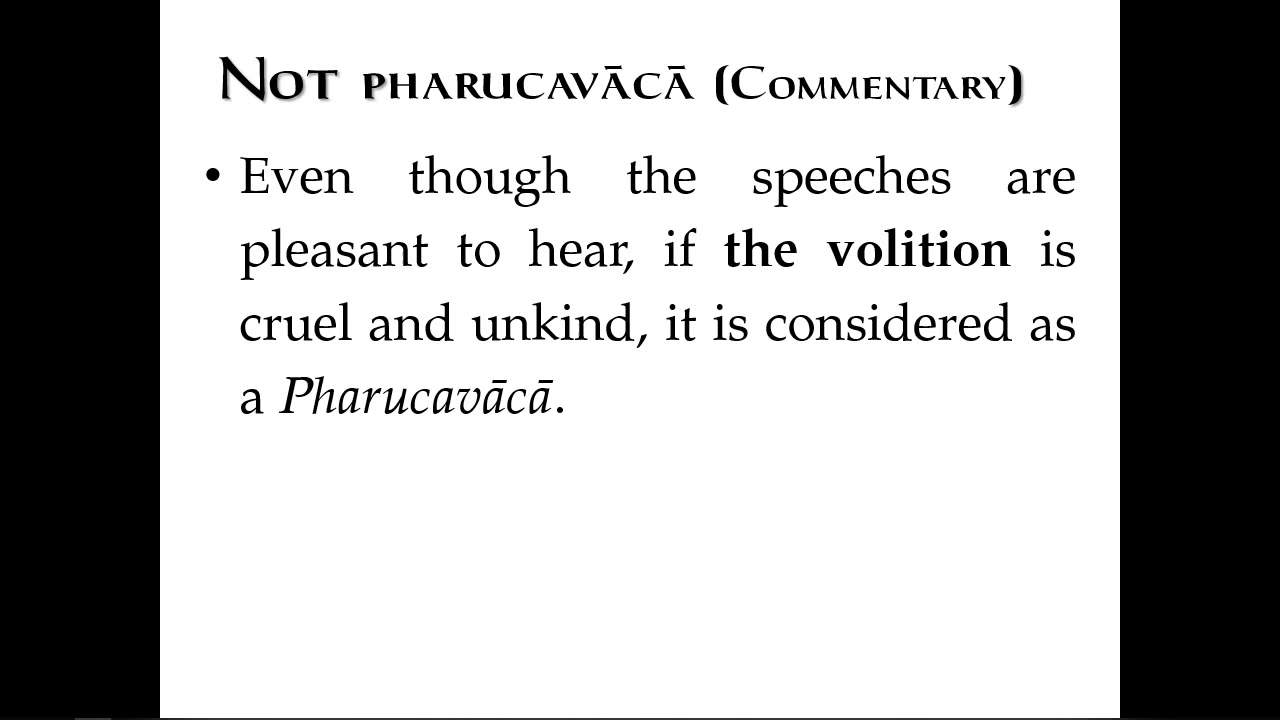 Not pharucavācā (Commentary)
• Even though the speeches are
pleasant to hear, if the volition is
cruel and unkind, it is considered as
a Pharucavācā.